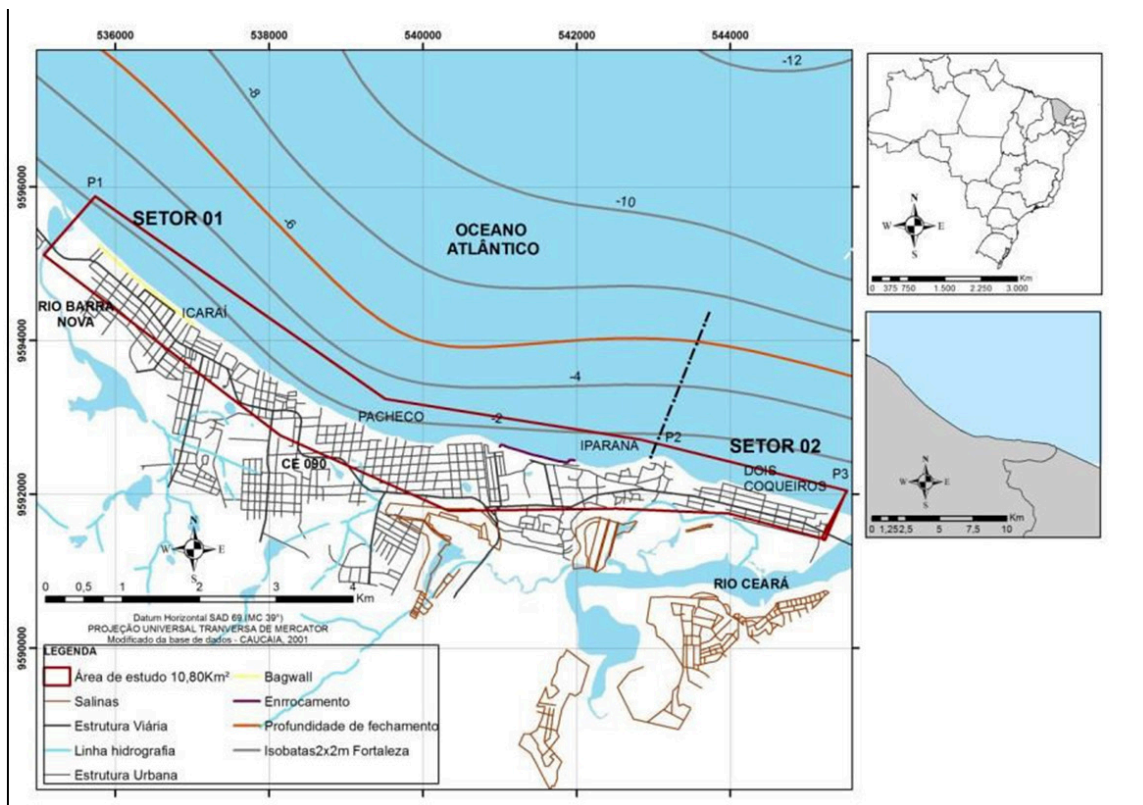 536000 538000 540000 542000 544000
-12
-8
9596000
P1
SETOR 01
-10
-6
OCEANO
ATLÂNTICO
N
W E
S
Km
0 375 750 1.500 2.250 3.000
RIO BARRA
NOVA
ICARAÍ
9594000
-4
PACHECO
-2
IPARANA
P2
SETOR 02
DOIS
COQUEIROS
P3
CE 090
9592000
N
W E
S
Km
0 1,252,5 5 7,5 10
N
W E
S
RIO CEARÁ
0 0,5 1 2 3 4
Km
Datum Horizontal SAD 69 (MC 39°)
PROJEÇÃO UNIVERSAL TRANVERSA DE MERCATOR
Modificado da base de dados - CAUCAIA, 2001
9590000
LEGENDA
Área de estudo 10,80Km²
Bagwall
Salinas
Enrrocamento
Estrutura Viária
Profundidade de fechamento
Linha hidrografia
Isobatas2x2m Fortaleza
Estrutura Urbana